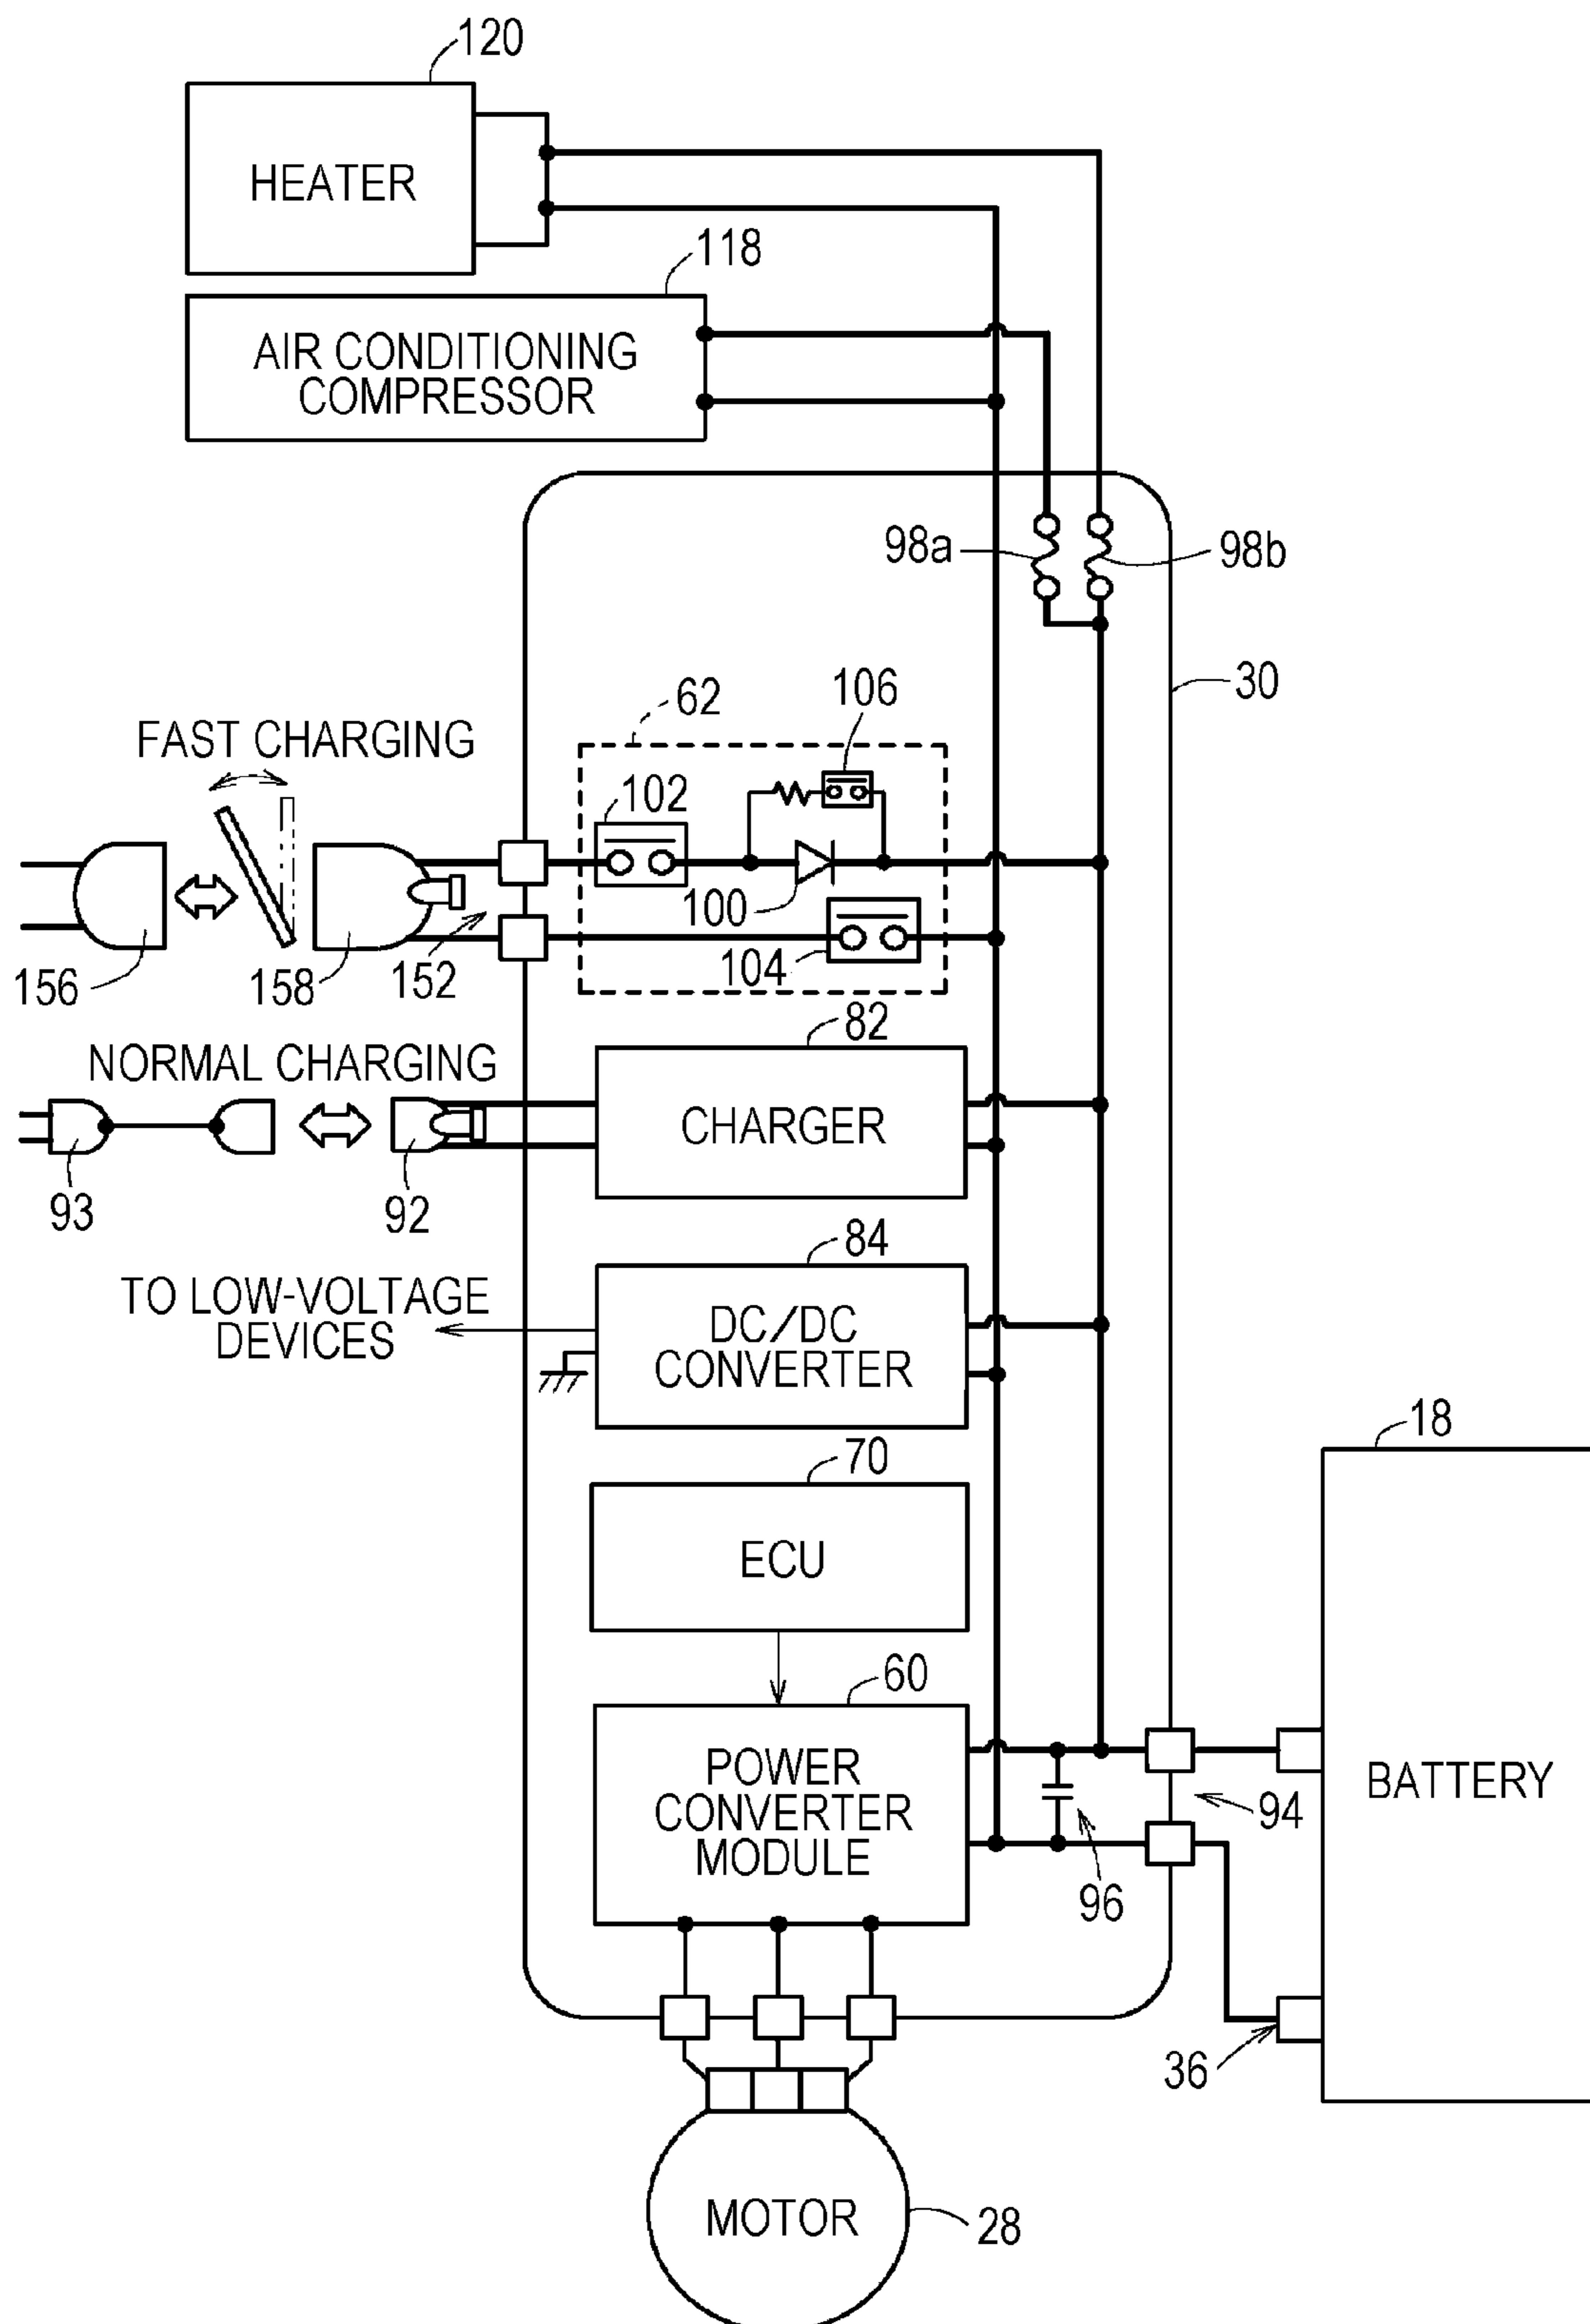 120
HEATER
118
AIR CONDITIONING
COMPRESSOR
98a
98b
30
106
62
FAST CHARGING
102
100
104
156
158
152
82
NORMAL CHARGING
CHARGER
93
92
84
TO LOW-VOLTAGE
DEVICES
DC/DC
CONVERTER
18
70
ECU
60
POWER
CONVERTER
MODULE
BATTERY
94
96
36
MOTOR
28